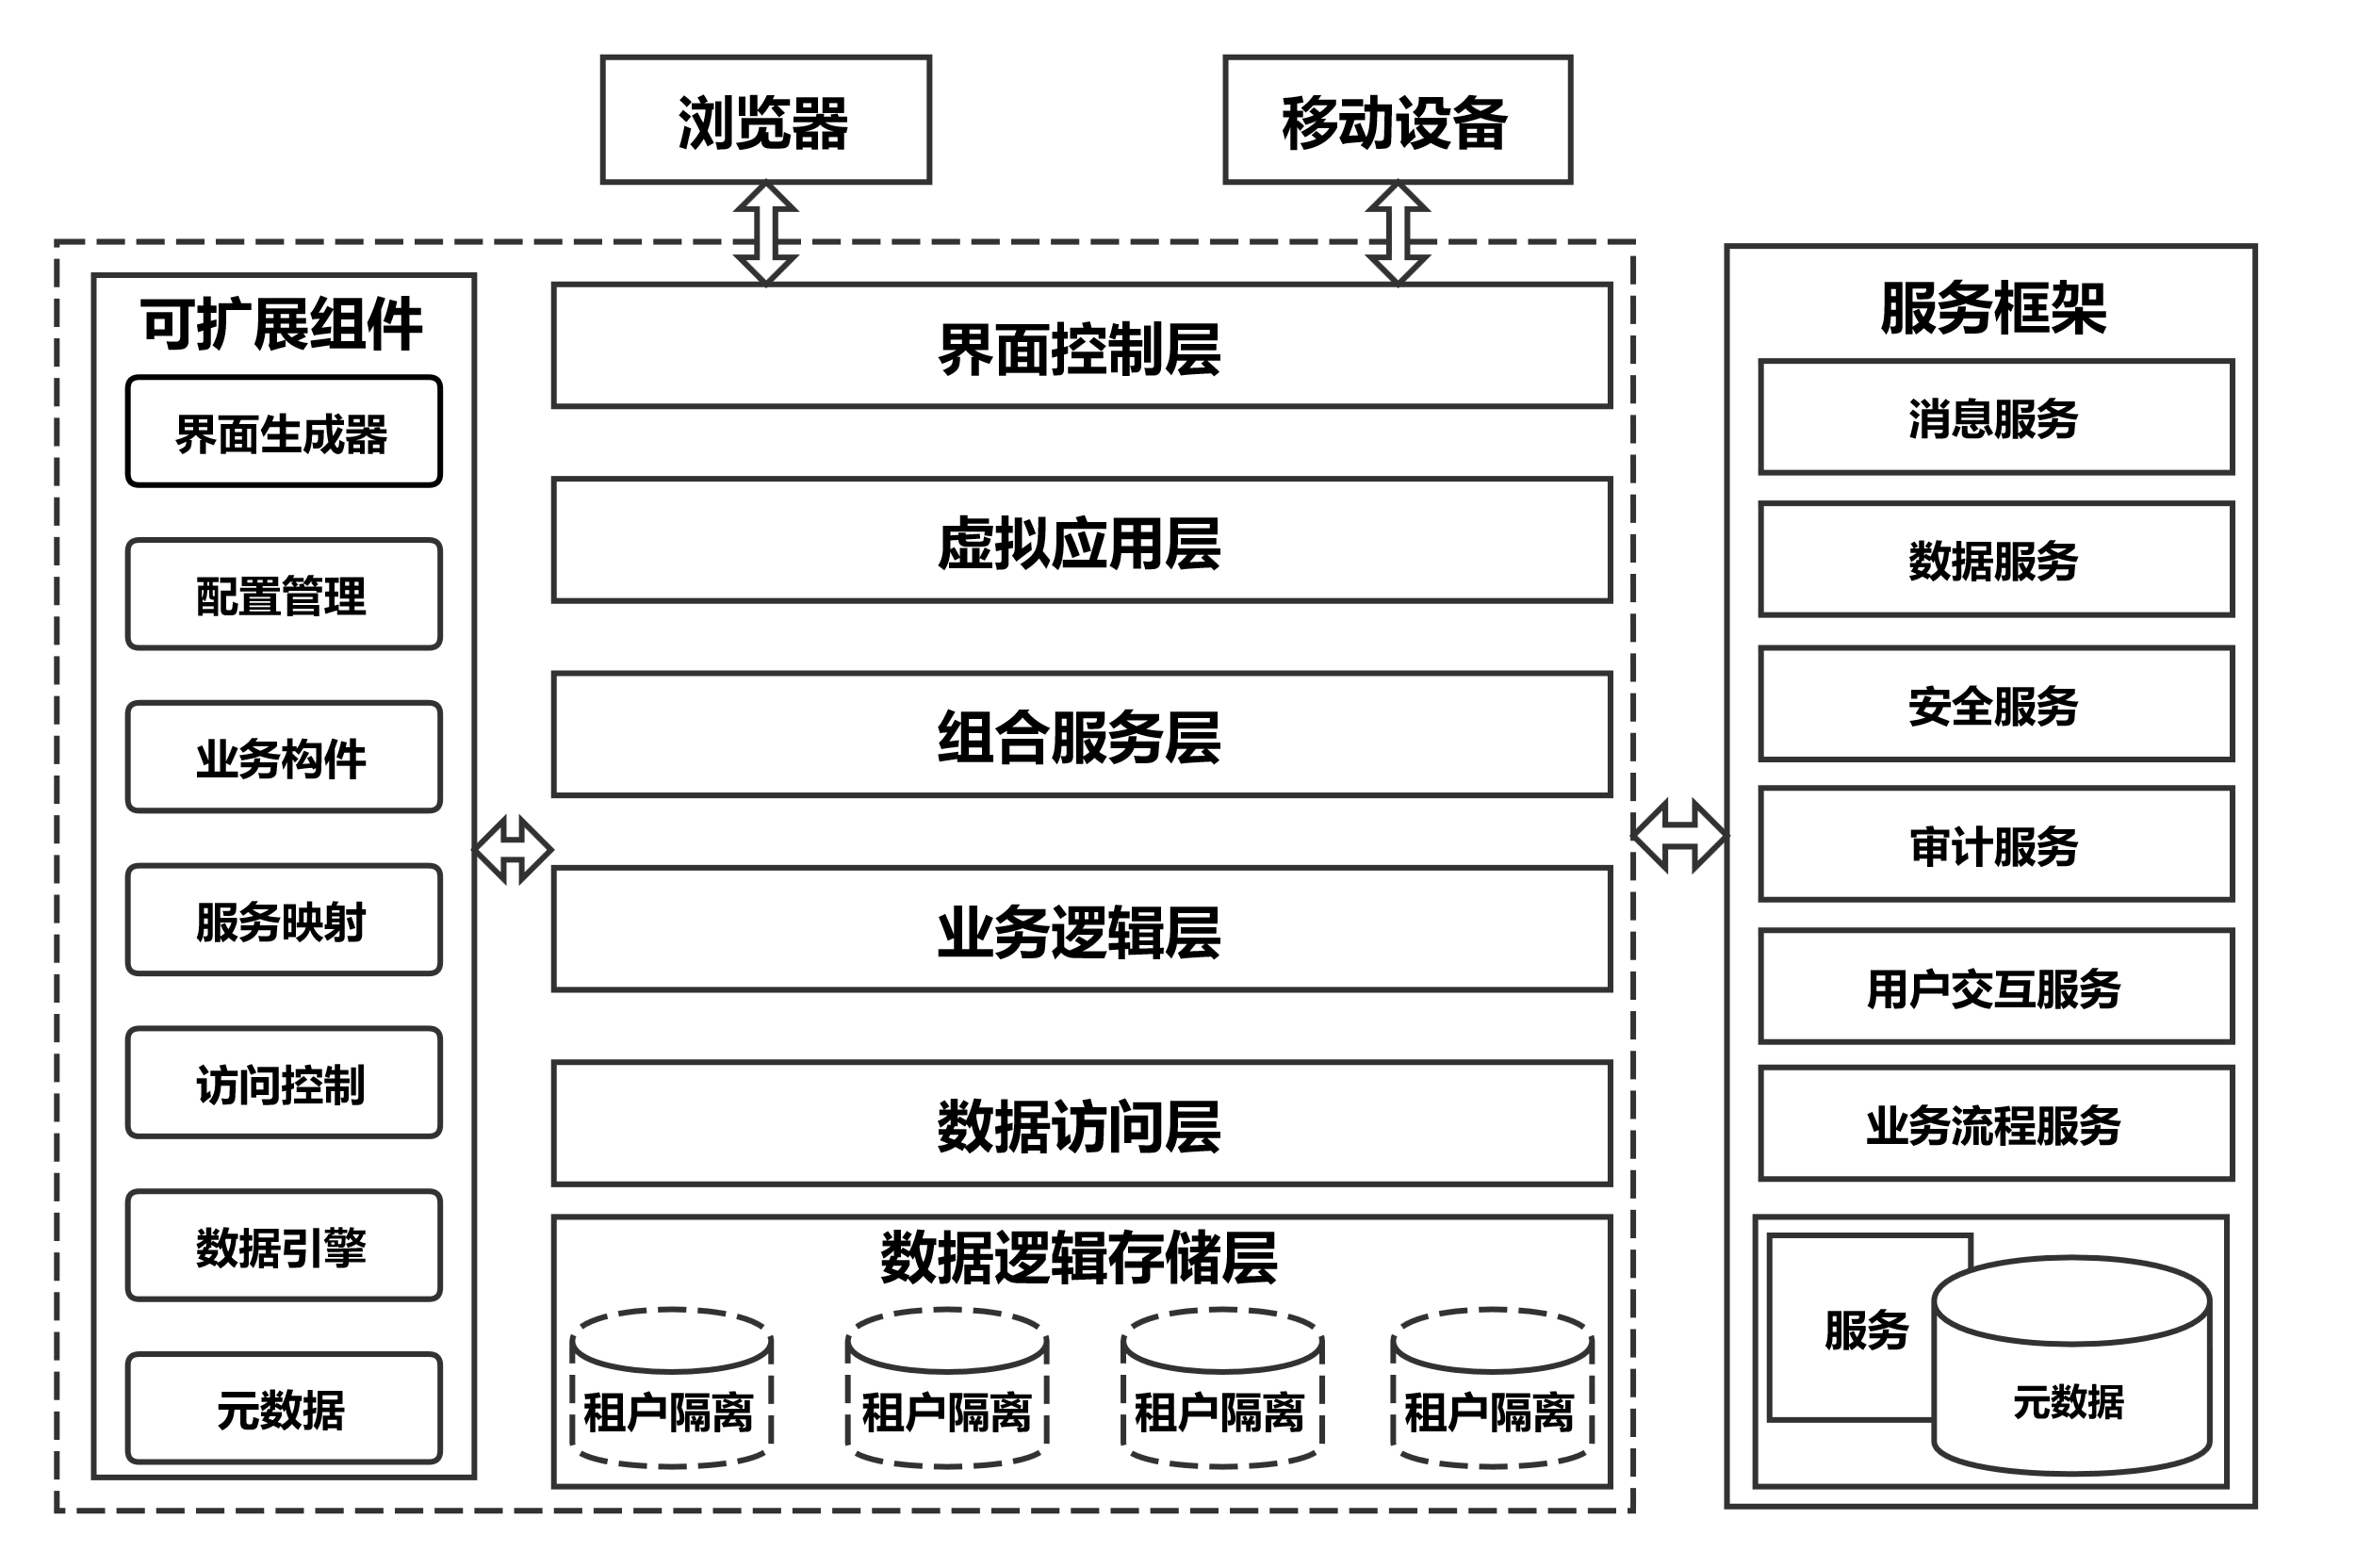 浏览器
移动设备
可扩展组件
界面生成器
配置管理
业务构件
服务映射
访问控制
数据引擎
元数据
界面控制层
虚拟应用层
组合服务层
业务逻辑层
数据访问层
数据逻辑存储层
租户隔离
租户隔离
租户隔离
租户隔离
服务框架
消息服务
数据服务
安全服务
审计服务
用户交互服务
业务流程服务
服务
元数据